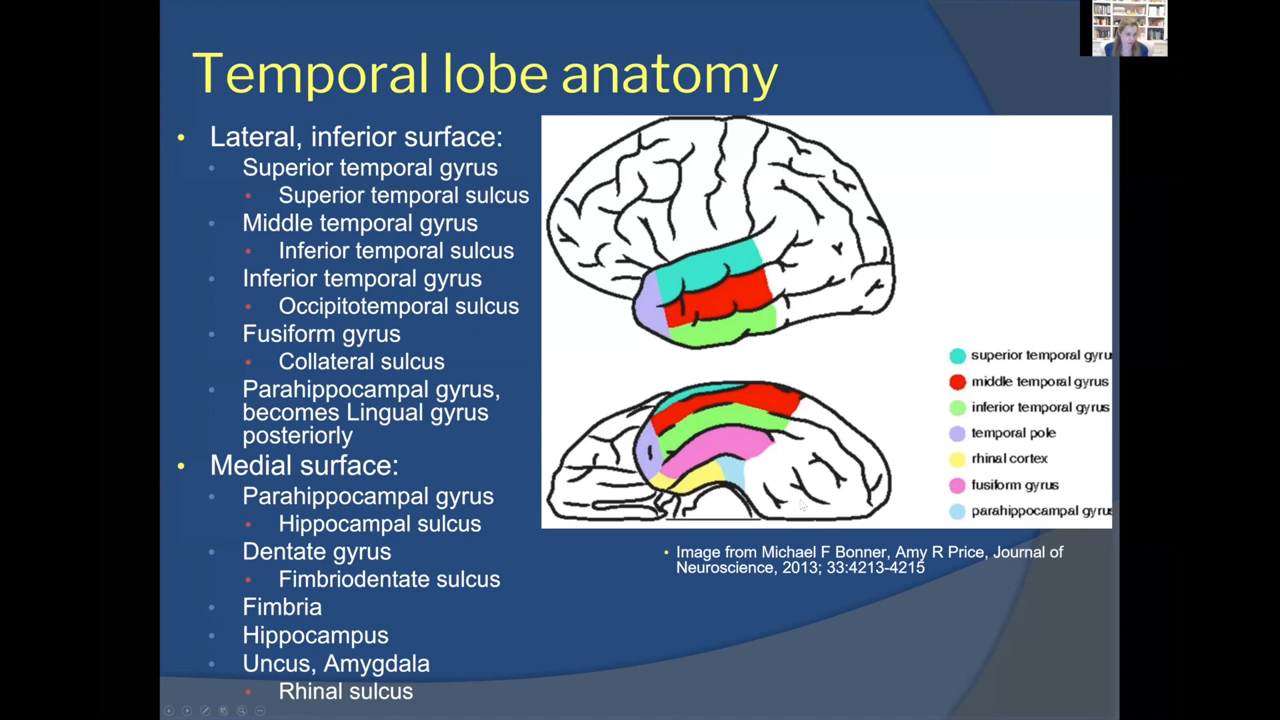 Temporal lobe anatomy
• Lateral, inferior surface:
• Superior temporal gyrus
• Superior temporal sulcus
• Middle temporal gyrus
• Inferior temporal sulcus
• Inferior temporal gyrus
• Occipitotemporal sulcus
• Fusiform gyrus
• Collateral sulcus
• Parahippocampal gyrus,
becomes Lingual gyrus
posteriorly
• Medial surface:
• Parahippocampal gyrus
• Hippocampal sulcus
• Dentate gyrus
• Fimbriodentate sulcus
• Fimbria
• Hippocampus
• Uncus, Amygdala
• Rhinal sulcus
superior temporal gyru
middle temporal gyrus
inferior temporal gyrus
temporal pole
rhinal cortex
fusiform gyrus
parahippocampal gyru
• Image from Michael F Bonner, Amy R Price, Journal of
Neuroscience, 2013; 33:4213-4215